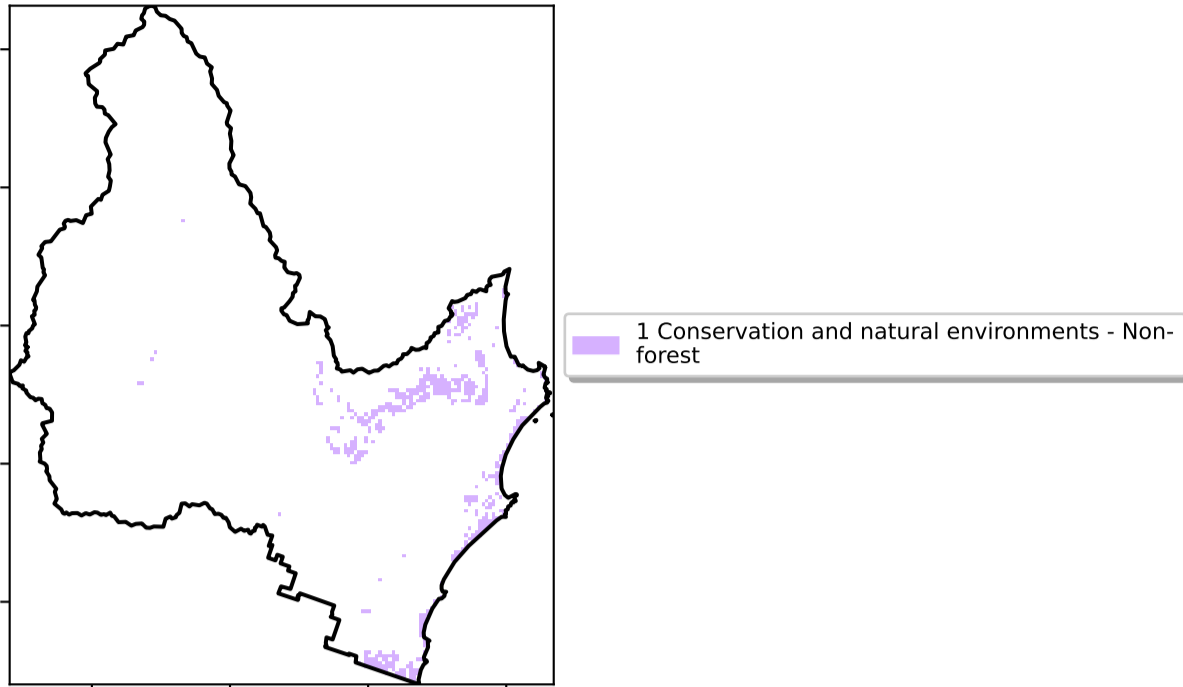 1 Conservation and natural environments - Non-
forest